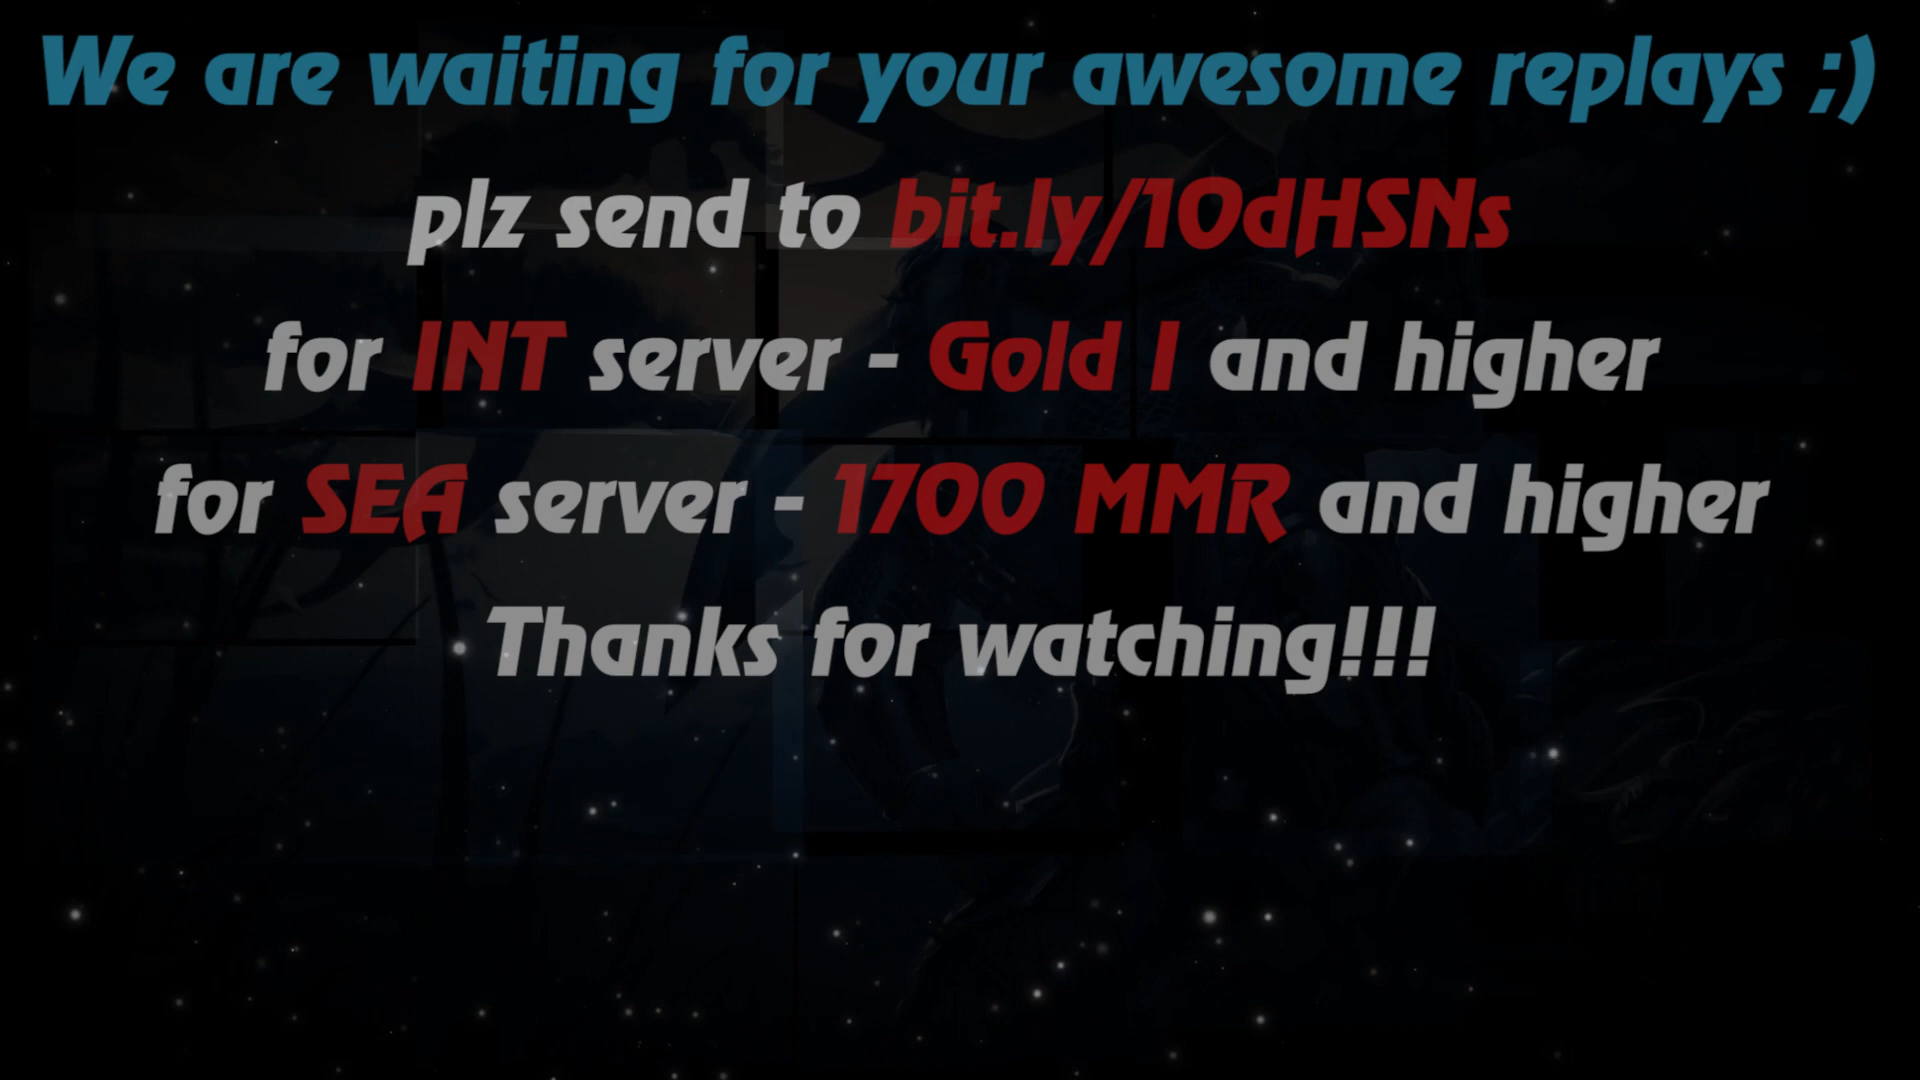 We are waiting for your awesome replays ;)
plz send to bit.ly/10dHSNs
for INT server - Gold I and higher
for SEA server - 1700 MMR and higher
Thanks for watching!!!